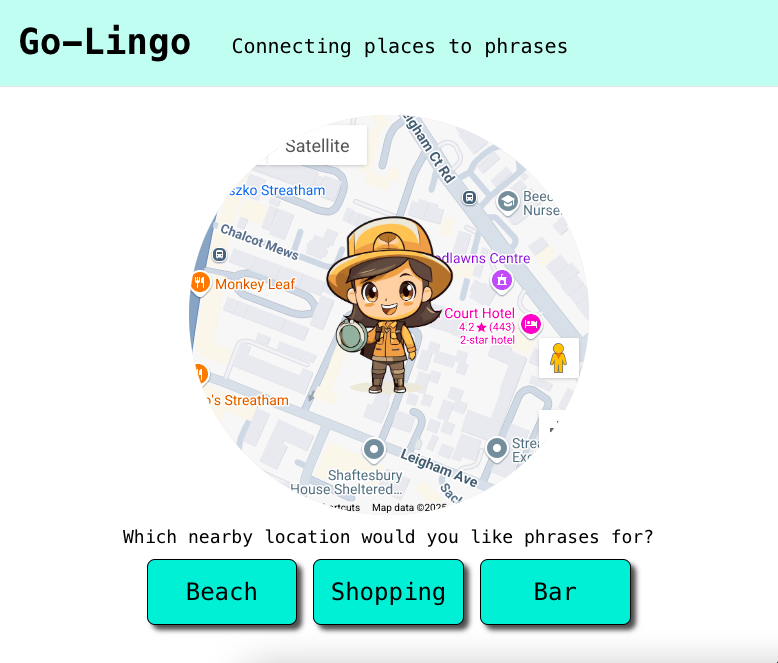 Go-Lingo
Connecting places to phrases
Satellite
Leigham Ct Rd
szko Streatham
Beec
Nurse
Chalcot Mews
dlawns Centre
Monkey Leaf
Court Hotel
4.2★(443)
2-star hotel
's Streatham
Leigham Ave
Strea
Exc
Shaftesbury
House Sheltered...
Sack
rtcuts
Map data ©2025
Which nearby location would you like phrases for?
Beach
Shopping
Bar